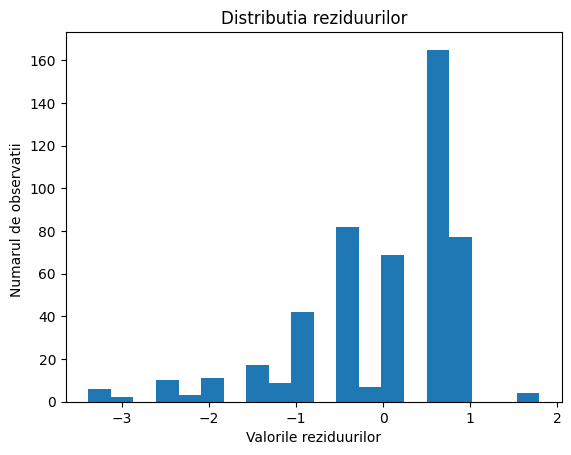 Distributia reziduurilor
160
140
120
100
80
60
40
20
0
Numarul de observatii
−3 −2 −1 0 1 2
Valorile reziduurilor